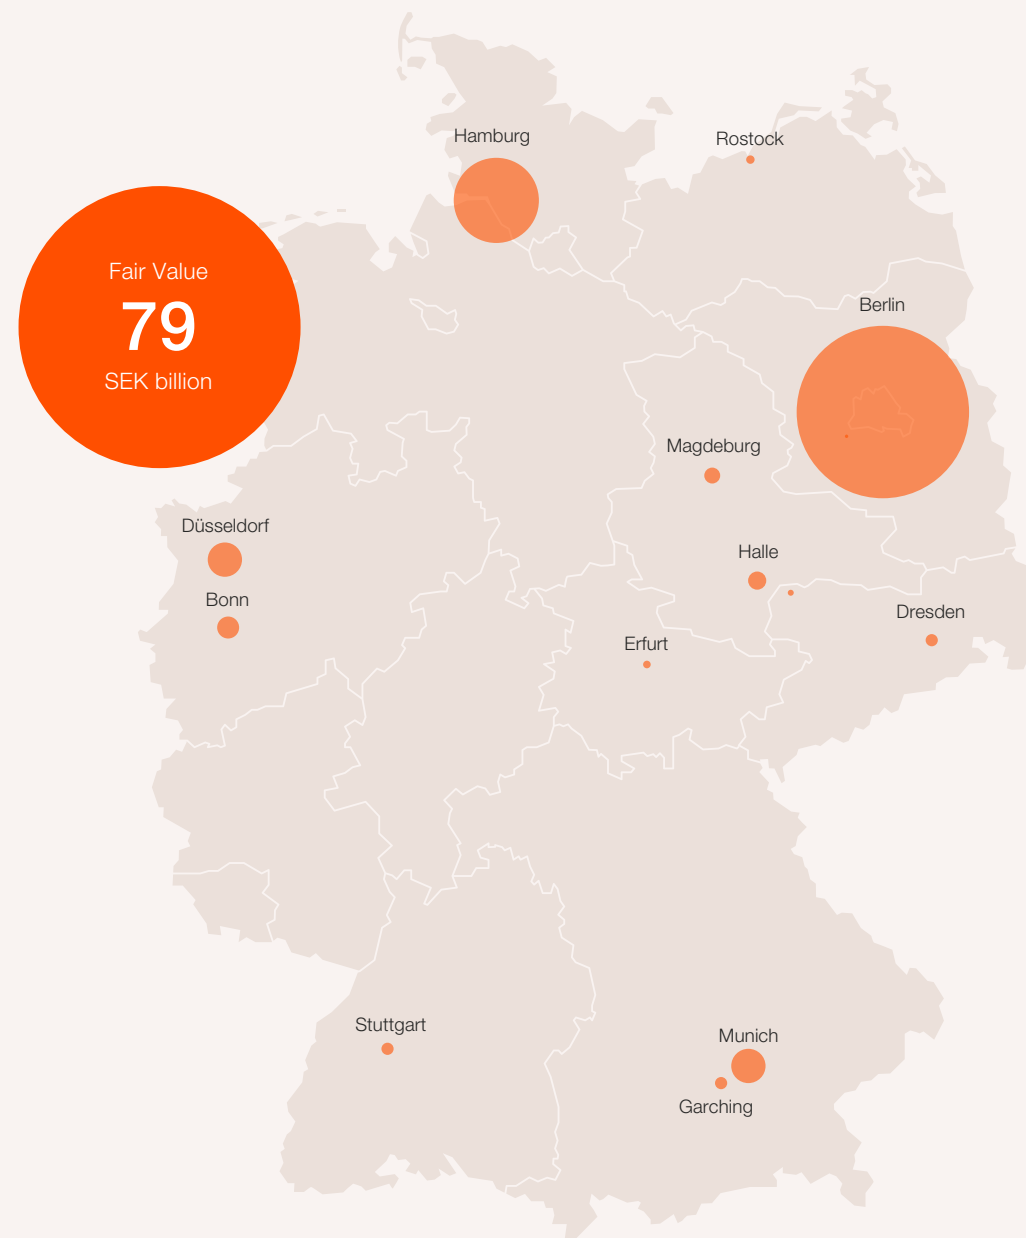 Hamburg
Rostock
Fair Value
79
SEK billion
Berlin
Magdeburg
Düsseldorf
Halle
Bonn
Dresden
Erfurt
Stuttgart
Munich
Garching